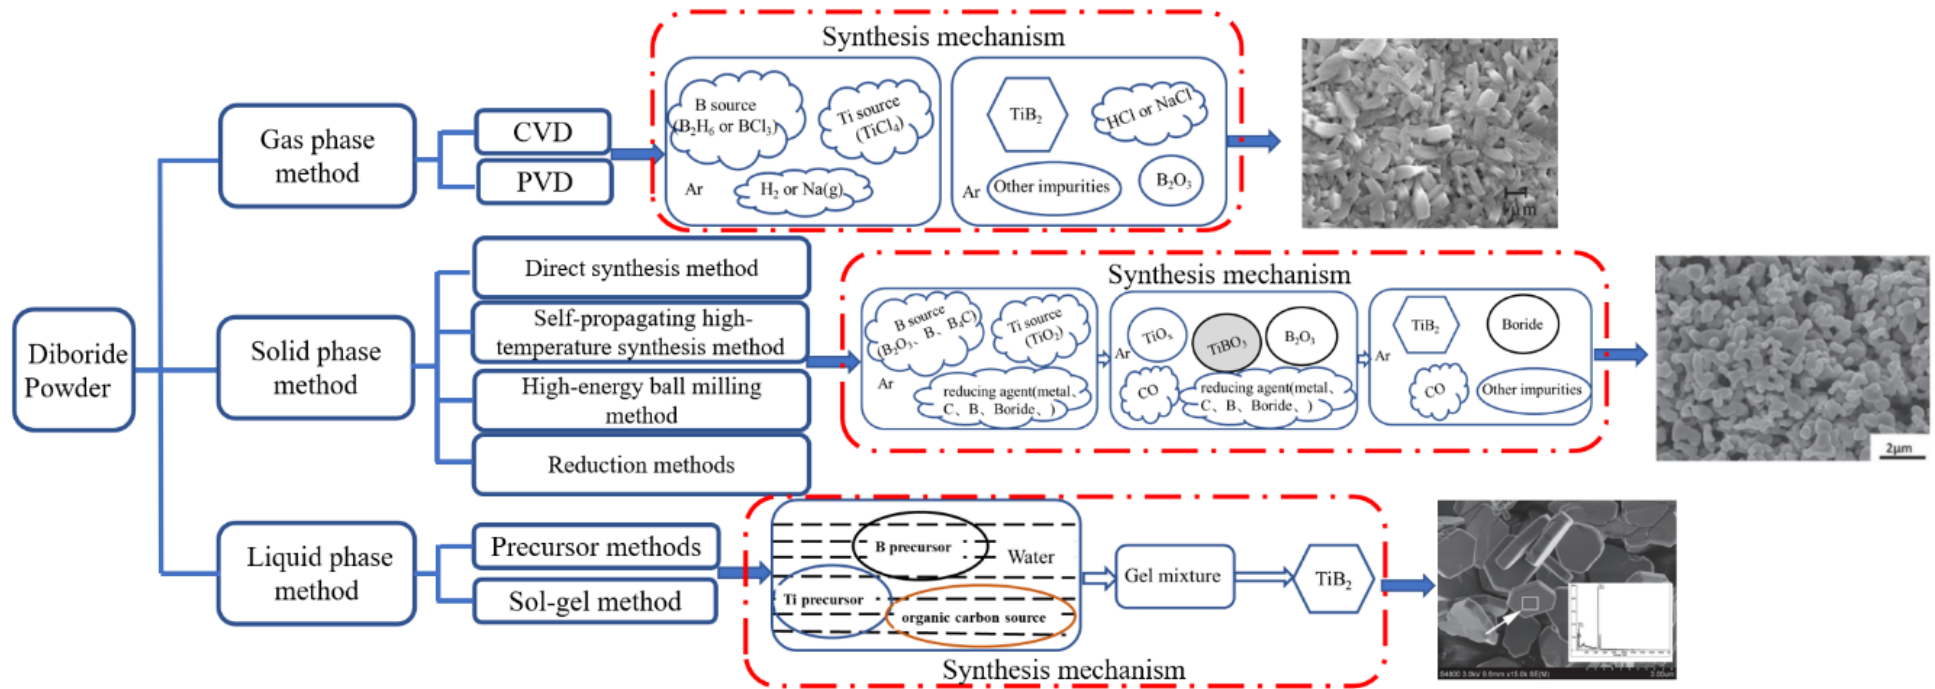 Diboride
Powder
Gas phase
method
CVD
PVD
Synthesis mechanism
B source
(B₂H₆ or BCl₃)
Ti source
(TiCl₄)
Ar
H₂ or Na(g)
TiB₂
HCl or NaCl
Ar
Other impurities
B₂O₃
Solid phase
method
Direct synthesis method
Self-propagating high-
temperature synthesis method
High-energy ball milling
method
Reduction methods
Synthesis mechanism
B source
(B₂O₃、B、B₄C)
Ti source
(TiO₂)
Ar
reducing agent(metal、
C、B、Boride、)
Ar
TiOₓ
TiBO₃
B₂O₃
CO
reducing agent(metal、
C、B、Boride、)
Ar
TiB₂
Boride
CO
Other impurities
2μm
Liquid phase
method
Precursor methods
Sol-gel method
B precursor
Water
Ti precursor
organic carbon source
Gel mixture
TiB₂
Synthesis mechanism